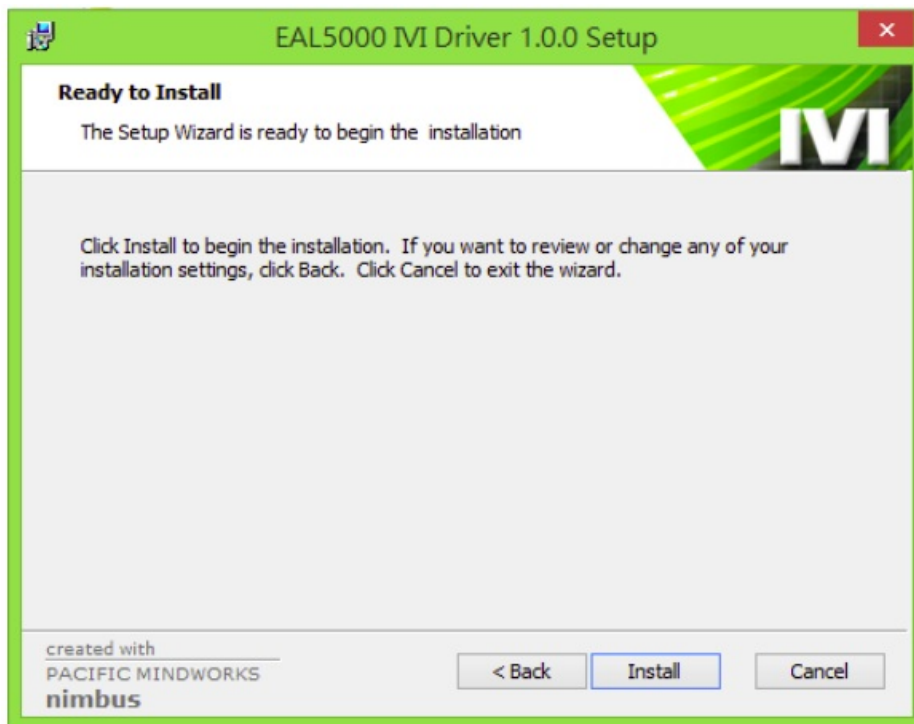 EAL5000 IVI Driver 1.0.0 Setup
Ready to Install
The Setup Wizard is ready to begin the installation
IVI
Click Install to begin the installation. If you want to review or change any of your
installation settings, click Back. Click Cancel to exit the wizard.
created with
PACIFIC MINDWORKS
nimbus
< Back
Install
Cancel